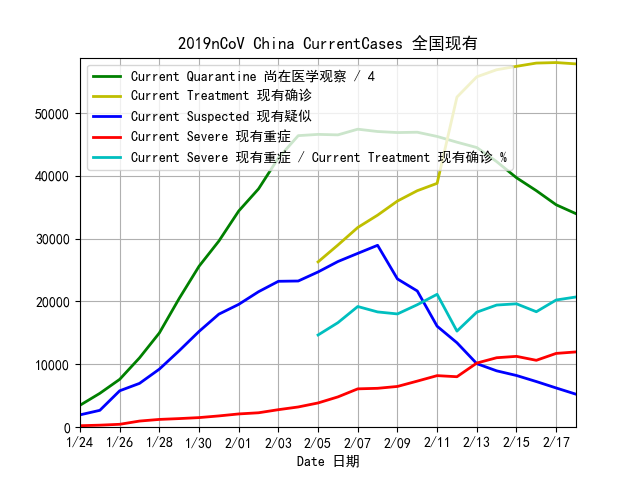 2019nCoV China CurrentCases 全国现有
Current Quarantine 尚在医学观察 / 4
Current Treatment 现有确诊
Current Suspected 现有疑似
Current Severe 现有重症
Current Severe 现有重症 / Current Treatment 现有确诊 %
50000
40000
30000
20000
10000
0
1/24 1/26 1/28 1/30 2/01 2/03 2/05 2/07 2/09 2/11 2/13 2/15 2/17
Date 日期